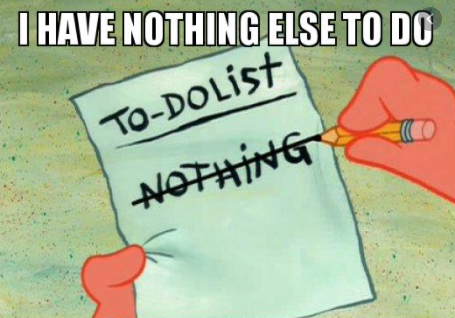 I HAVE NOTHING ELSE TO DO
TO-DOLiST
NOTHiNG